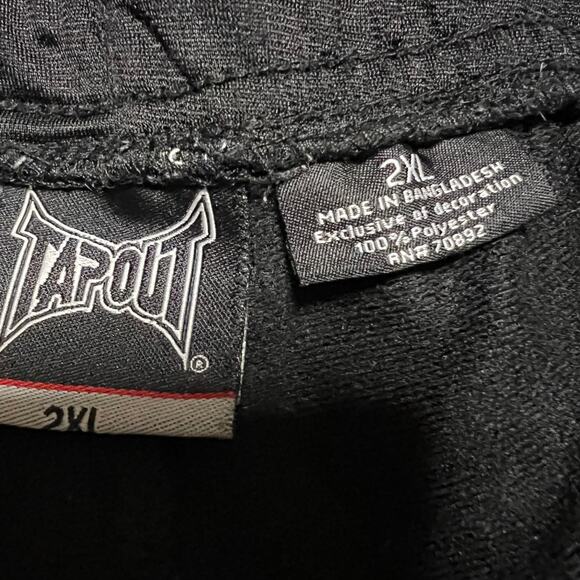 TAPOUT
®
2XL
2XL
MADE IN BANGLADESH
Exclusive of decoration
100% Polyester
RN# 70892